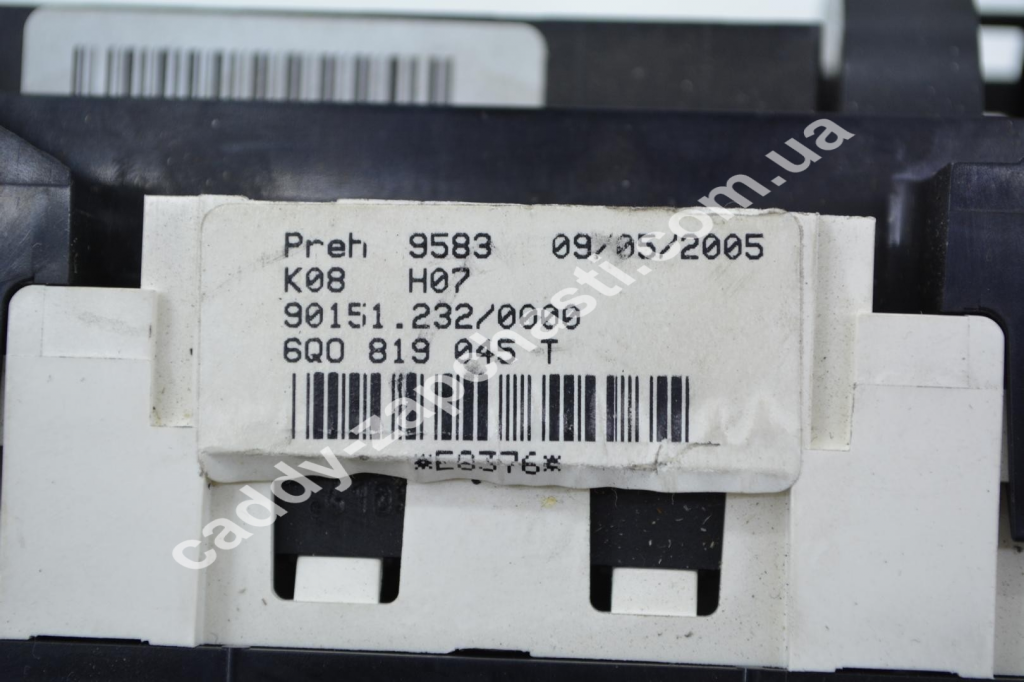 Preh 9583 09/05/2005
K08 H07
90151.232/0000
6Q0 819 045 T
*E8376*
caddy-zapchasti.com.ua